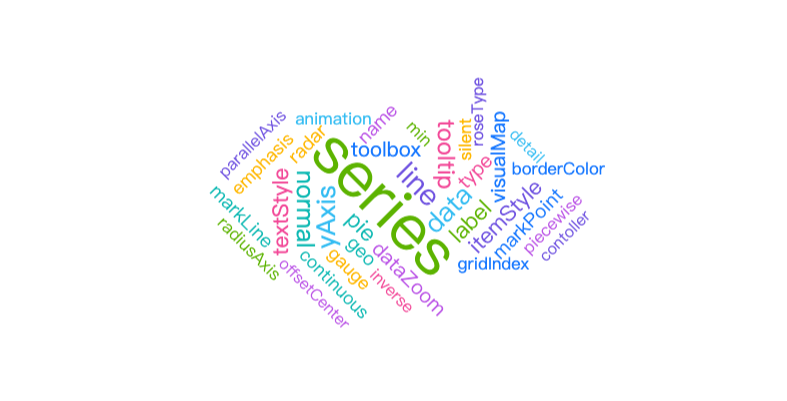 series
parallelAxis
emphasis
animation
radar
name
min
toolbox
line
tooltip
silent
roseType
visualMap
detail
borderColor
type
data
label
itemStyle
markPoint
piecewise
contoller
gridIndex
markLine
radiusAxis
textStyle
normal
yAxis
pie
geo
gauge
dataZoom
inverse
continuous
offsetCenter